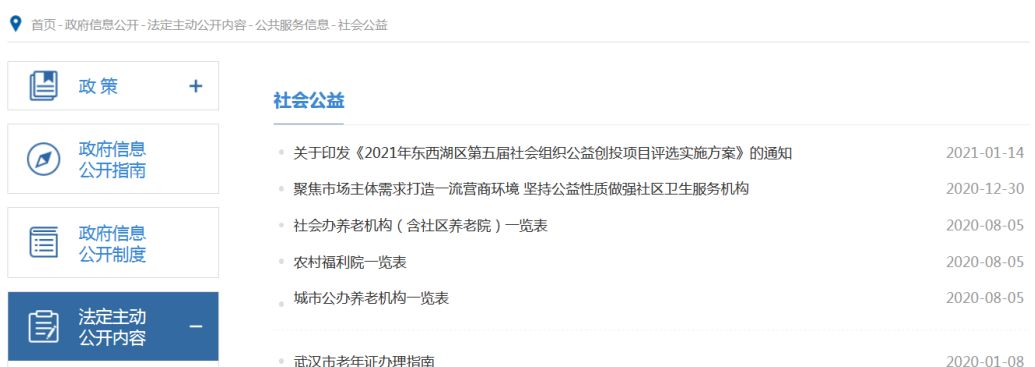 首页-政府信息公开-法定主动公开内容-公共服务信息-社会公益
政 策 +
政府信息
公开指南
政府信息
公开制度
法定主动
公开内容 −
社会公益
关于印发《2021年东西湖区第五届社会组织公益创投项目评选实施方案》的通知 2021-01-14
聚焦市场主体需求打造一流营商环境 坚持公益性质做强社区卫生服务机构 2020-12-30
社会办养老机构（含社区养老院）一览表 2020-08-05
农村福利院一览表 2020-08-05
城市公办养老机构一览表 2020-08-05
武汉市老年证办理指南 2020-01-08